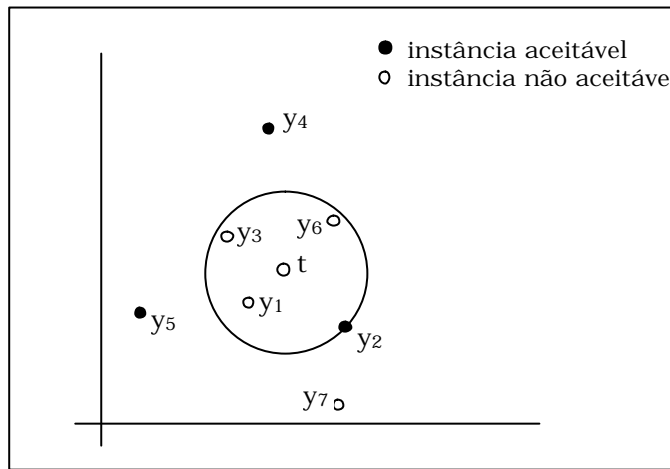 instância aceitável
instância não aceitáve
y4
y6
y3
t
y1
y5
y2
y7